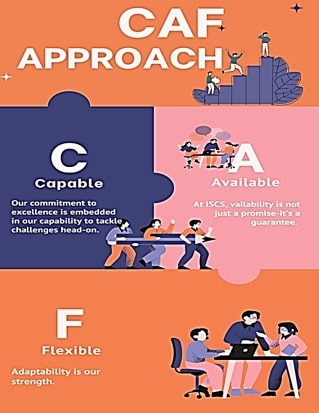 CAF
APPROACH
C
Capable
Our commitment to
excellence is embedded
in our capability to tackle
challenges head-on.
A
Available
At ISCS, vailability is not
just a promise-it's a
guarantee.
F
Flexible
Adaptability is our
strength.